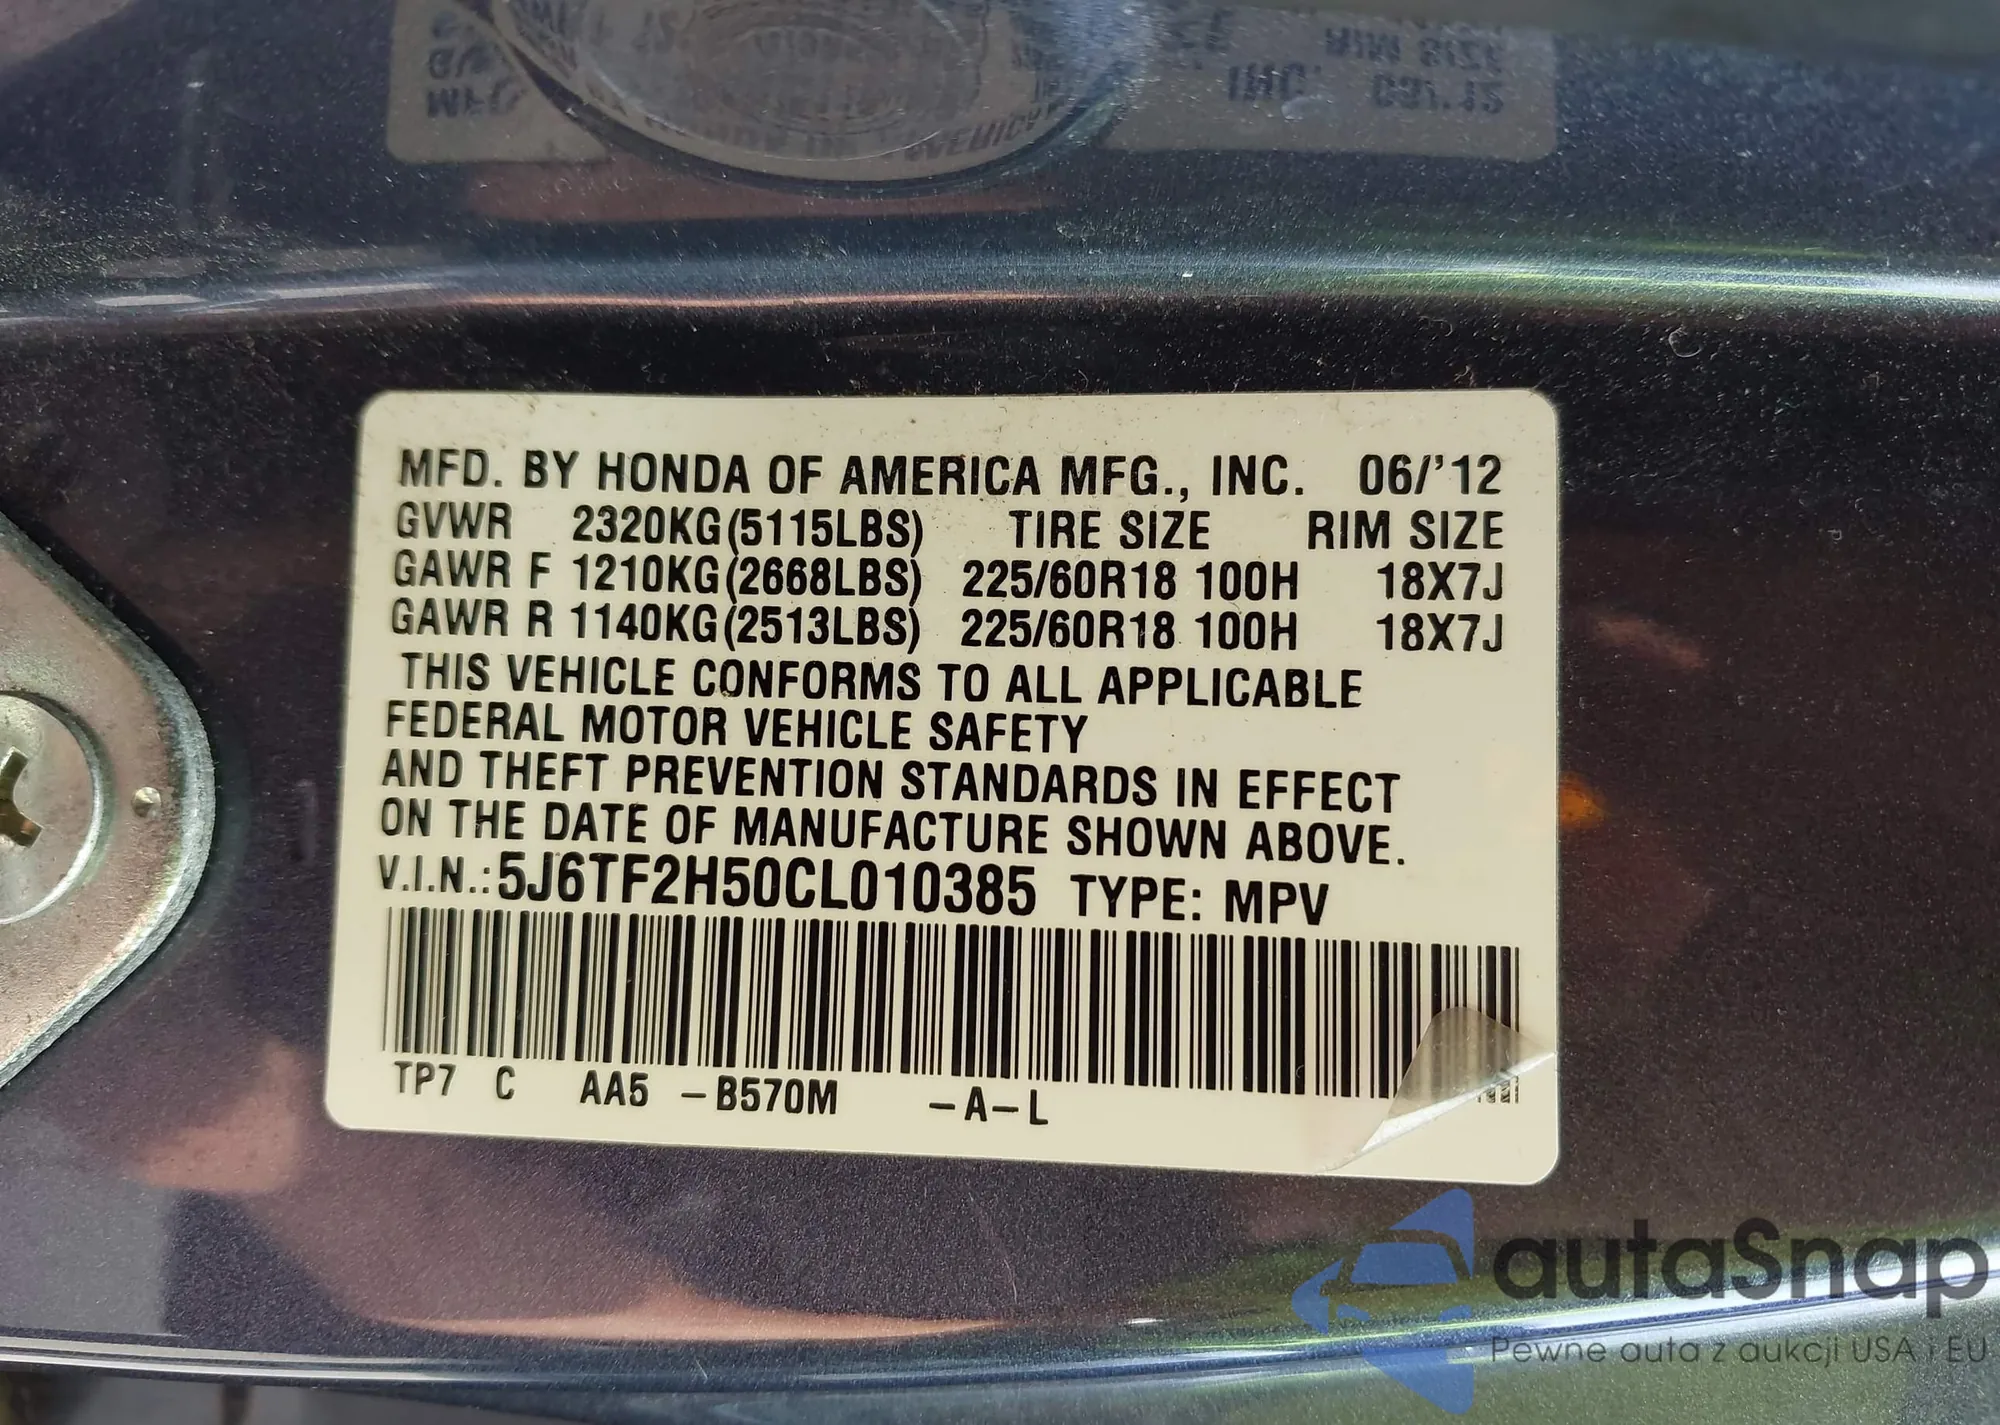 MFD. BY HONDA OF AMERICA MFG., INC. 06/'12
GVWR 2320KG(5115LBS) TIRE SIZE RIM SIZE
GAWR F 1210KG(2668LBS) 225/60R18 100H 18X7J
GAWR R 1140KG(2513LBS) 225/60R18 100H 18X7J
THIS VEHICLE CONFORMS TO ALL APPLICABLE
FEDERAL MOTOR VEHICLE SAFETY
AND THEFT PREVENTION STANDARDS IN EFFECT
ON THE DATE OF MANUFACTURE SHOWN ABOVE.
V.I.N.:5J6TF2H50CL010385 TYPE: MPV
TP7 C AA5 -B570M -A-L
autaSnap
Pewne auta z aukcji USA i EU